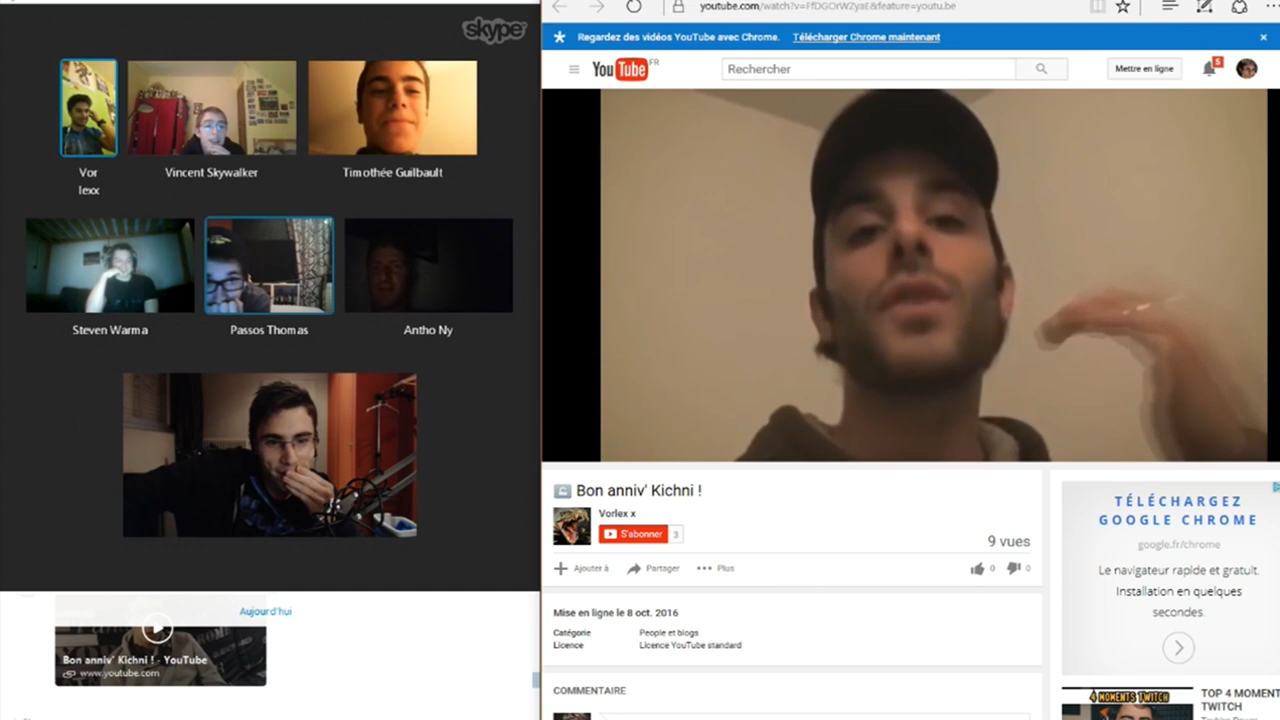 skype
Vor
lexx
Vincent Skywalker
Timothée Guilbault
Steven Warma
Passos Thomas
Antho Ny
Aujourd'hui
Bon anniv' Kichni ! - YouTube
www.youtube.com
youtube.com/watch?v=FfDGOrWZyaE&feature=youtu.be
Regardez des vidéos YouTube avec Chrome. Télécharger Chrome maintenant
YouTube FR
Rechercher
Mettre en ligne
5
Bon anniv' Kichni !
Vorlex x
S'abonner 3
9 vues
Ajouter à
Partager
Plus
0
0
Mise en ligne le 8 oct. 2016
Catégorie People et blogs
Licence Licence YouTube standard
COMMENTAIRE
TÉLÉCHARGEZ
GOOGLE CHROME
google.fr/chrome
Le navigateur rapide et gratuit.
Installation en quelques
secondes.
4 MOMENTS TWITCH
TOP 4 MOMENT
TWITCH